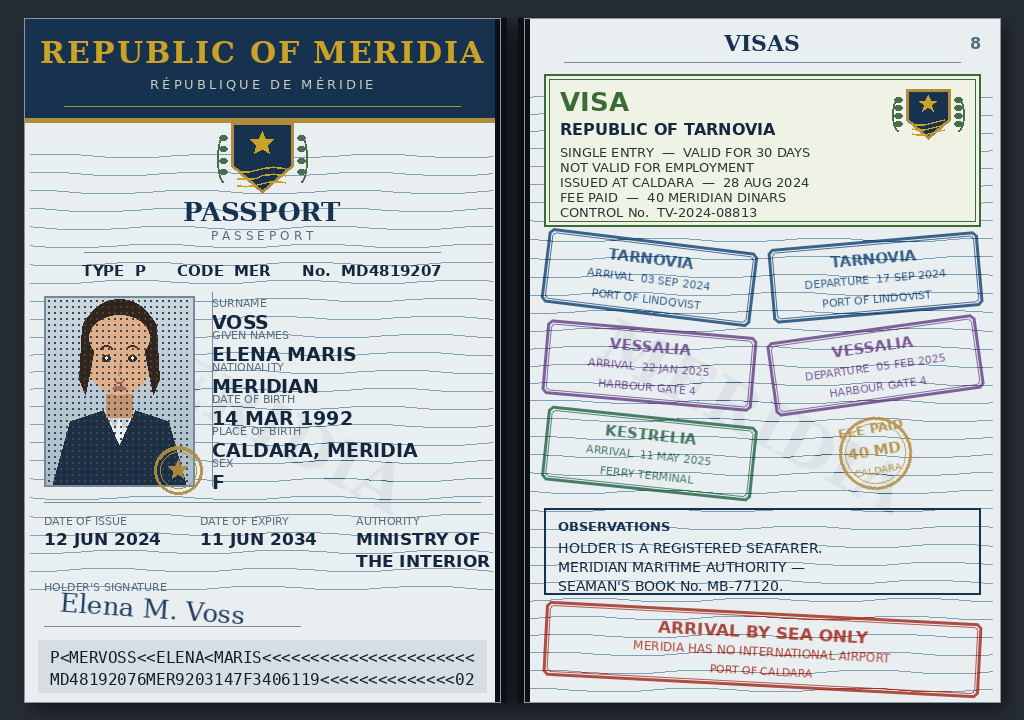 REPUBLIC OF MERIDIA
RÉPUBLIQUE DE MÉRIDIE
PASSPORT
PASSEPORT
TYPE P CODE MER No. MD4819207
SURNAME
VOSS
GIVEN NAMES
ELENA MARIS
NATIONALITY
MERIDIAN
DATE OF BIRTH
14 MAR 1992
PLACE OF BIRTH
CALDARA, MERIDIA
SEX
F
DATE OF ISSUE DATE OF EXPIRY AUTHORITY
12 JUN 2024 11 JUN 2034 MINISTRY OF
THE INTERIOR
HOLDER'S SIGNATURE
Elena M. Voss
P<MERVOSS<<ELENA<MARIS<<<<<<<<<<<<<<<<<<<<<<
MD48192076MER9203147F3406119<<<<<<<<<<<<<<02
MERIDIA
VISAS 8
VISA
REPUBLIC OF TARNOVIA
SINGLE ENTRY — VALID FOR 30 DAYS
NOT VALID FOR EMPLOYMENT
ISSUED AT CALDARA — 28 AUG 2024
FEE PAID — 40 MERIDIAN DINARS
CONTROL No. TV-2024-08813
TARNOVIA
ARRIVAL 03 SEP 2024
PORT OF LINDQVIST
TARNOVIA
DEPARTURE 17 SEP 2024
PORT OF LINDQVIST
VESSALIA
ARRIVAL 22 JAN 2025
HARBOUR GATE 4
VESSALIA
DEPARTURE 05 FEB 2025
HARBOUR GATE 4
KESTRELIA
ARRIVAL 11 MAY 2025
FERRY TERMINAL
FEE PAID
40 MD
CALDARA
MERIDIA
OBSERVATIONS
HOLDER IS A REGISTERED SEAFARER.
MERIDIAN MARITIME AUTHORITY —
SEAMAN'S BOOK No. MB-77120.
ARRIVAL BY SEA ONLY
MERIDIA HAS NO INTERNATIONAL AIRPORT
PORT OF CALDARA